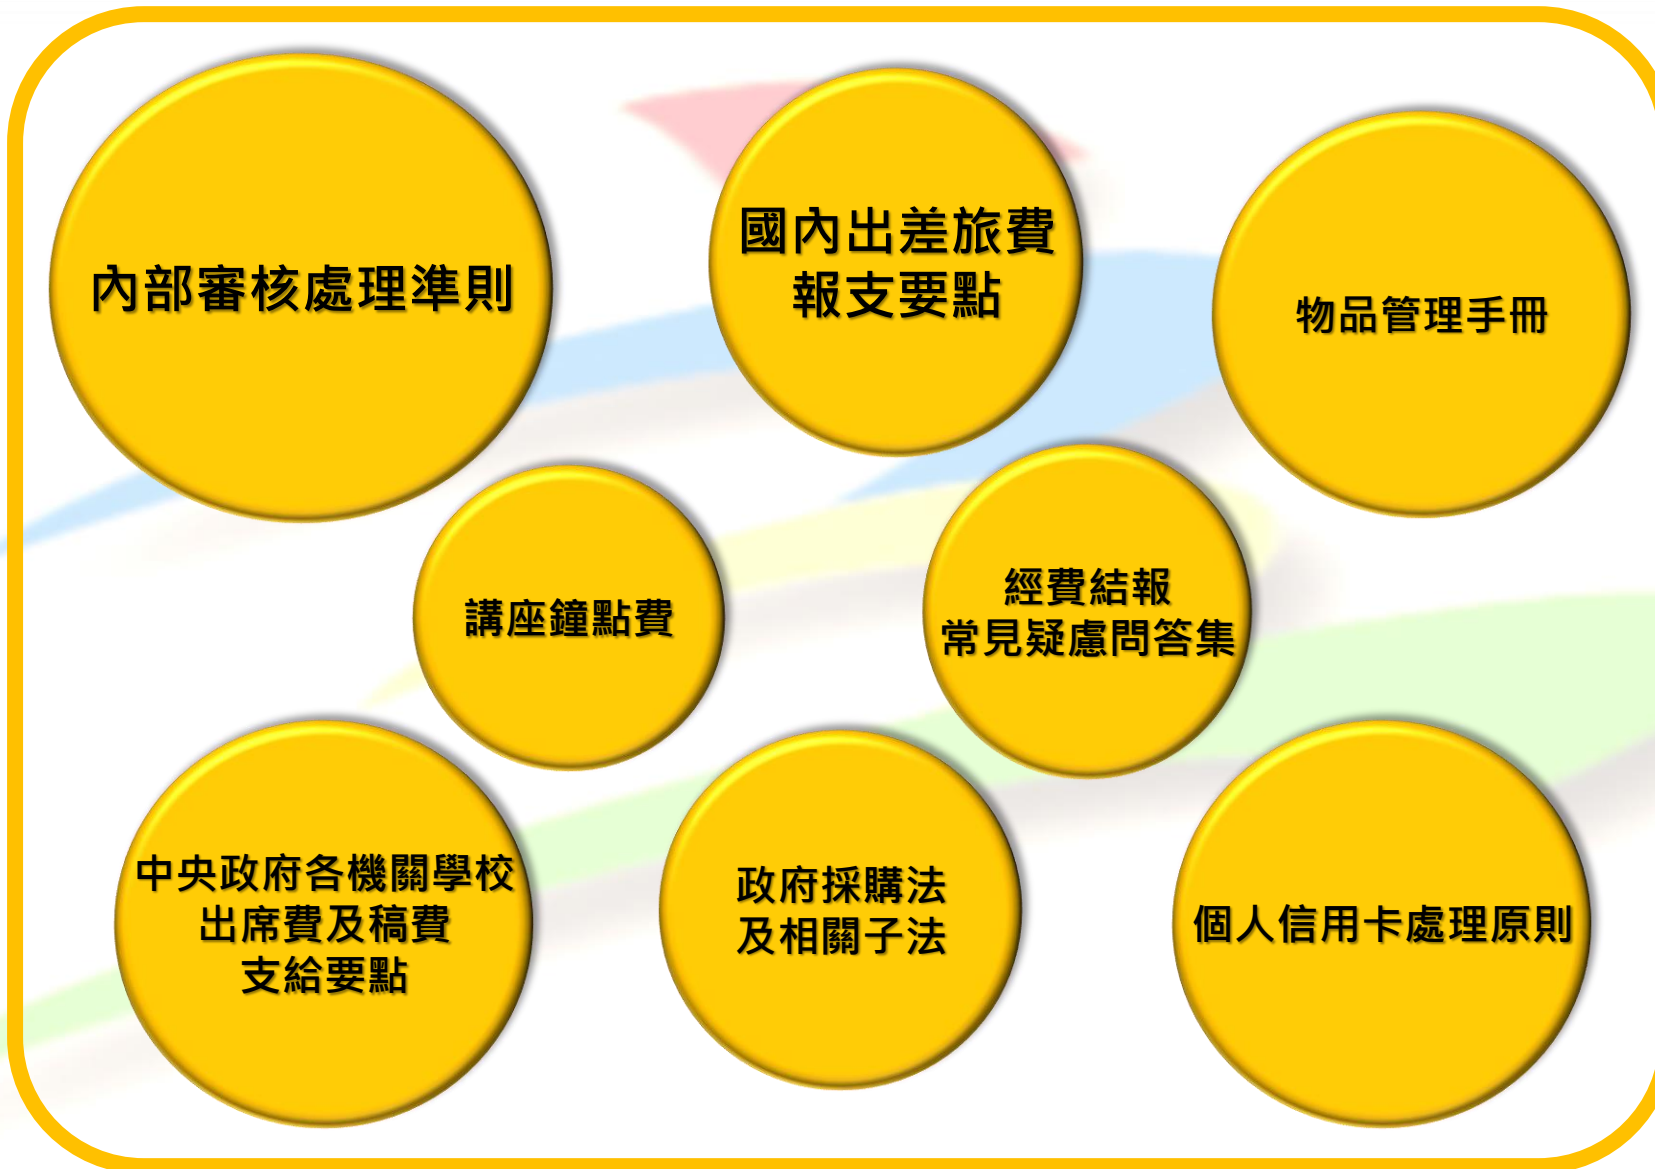 內部審核處理準則
國內出差旅費
報支要點
物品管理手冊
講座鐘點費
經費結報
常見疑慮問答集
中央政府各機關學校
出席費及稿費
支給要點
政府採購法
及相關子法
個人信用卡處理原則